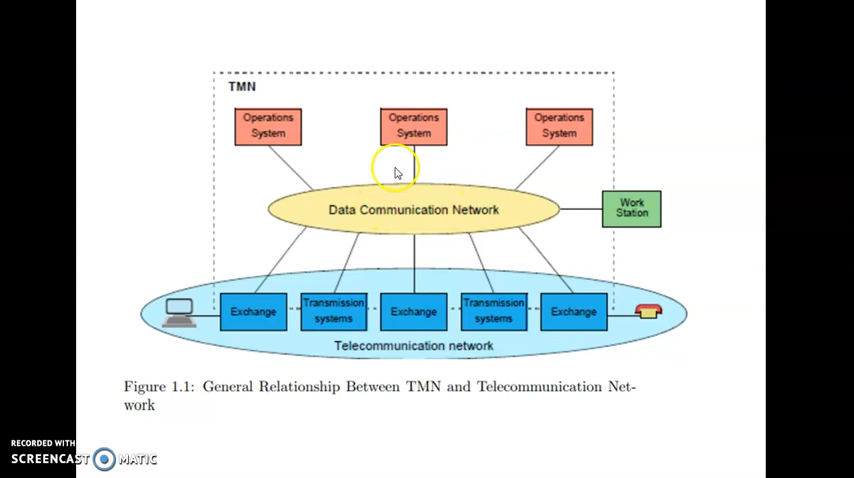 TMN
Operations
System
Operations
System
Operations
System
Data Communication Network
Work
Station
Exchange
Transmission
systems
Exchange
Transmission
systems
Exchange
Telecommunication network
Figure 1.1: General Relationship Between TMN and Telecommunication Net-
work
RECORDED WITH
SCREENCAST MATIC